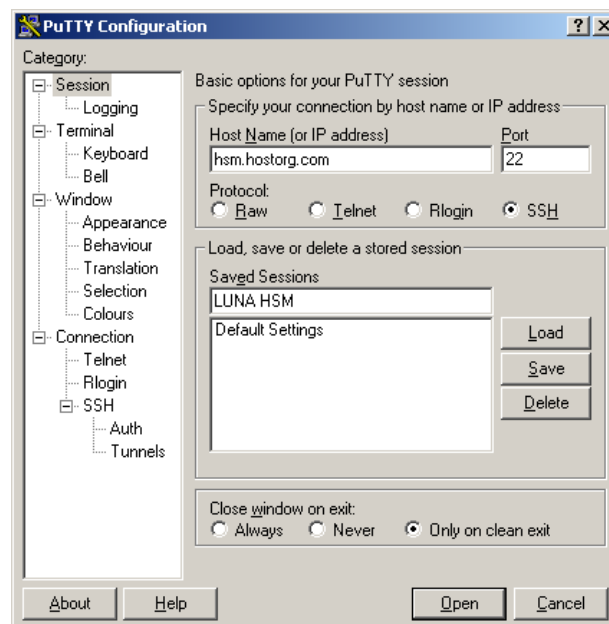 PuTTY Configuration
Category:
Session
Logging
Terminal
Keyboard
Bell
Window
Appearance
Behaviour
Translation
Selection
Colours
Connection
Telnet
Rlogin
SSH
Auth
Tunnels
Basic options for your PuTTY session
Specify your connection by host name or IP address
Host Name (or IP address) Port
hsm.hostorg.com 22
Protocol:
Raw Telnet Rlogin SSH
Load, save or delete a stored session
Saved Sessions
LUNA HSM
Default Settings
Load
Save
Delete
Close window on exit:
Always Never Only on clean exit
About Help Open Cancel